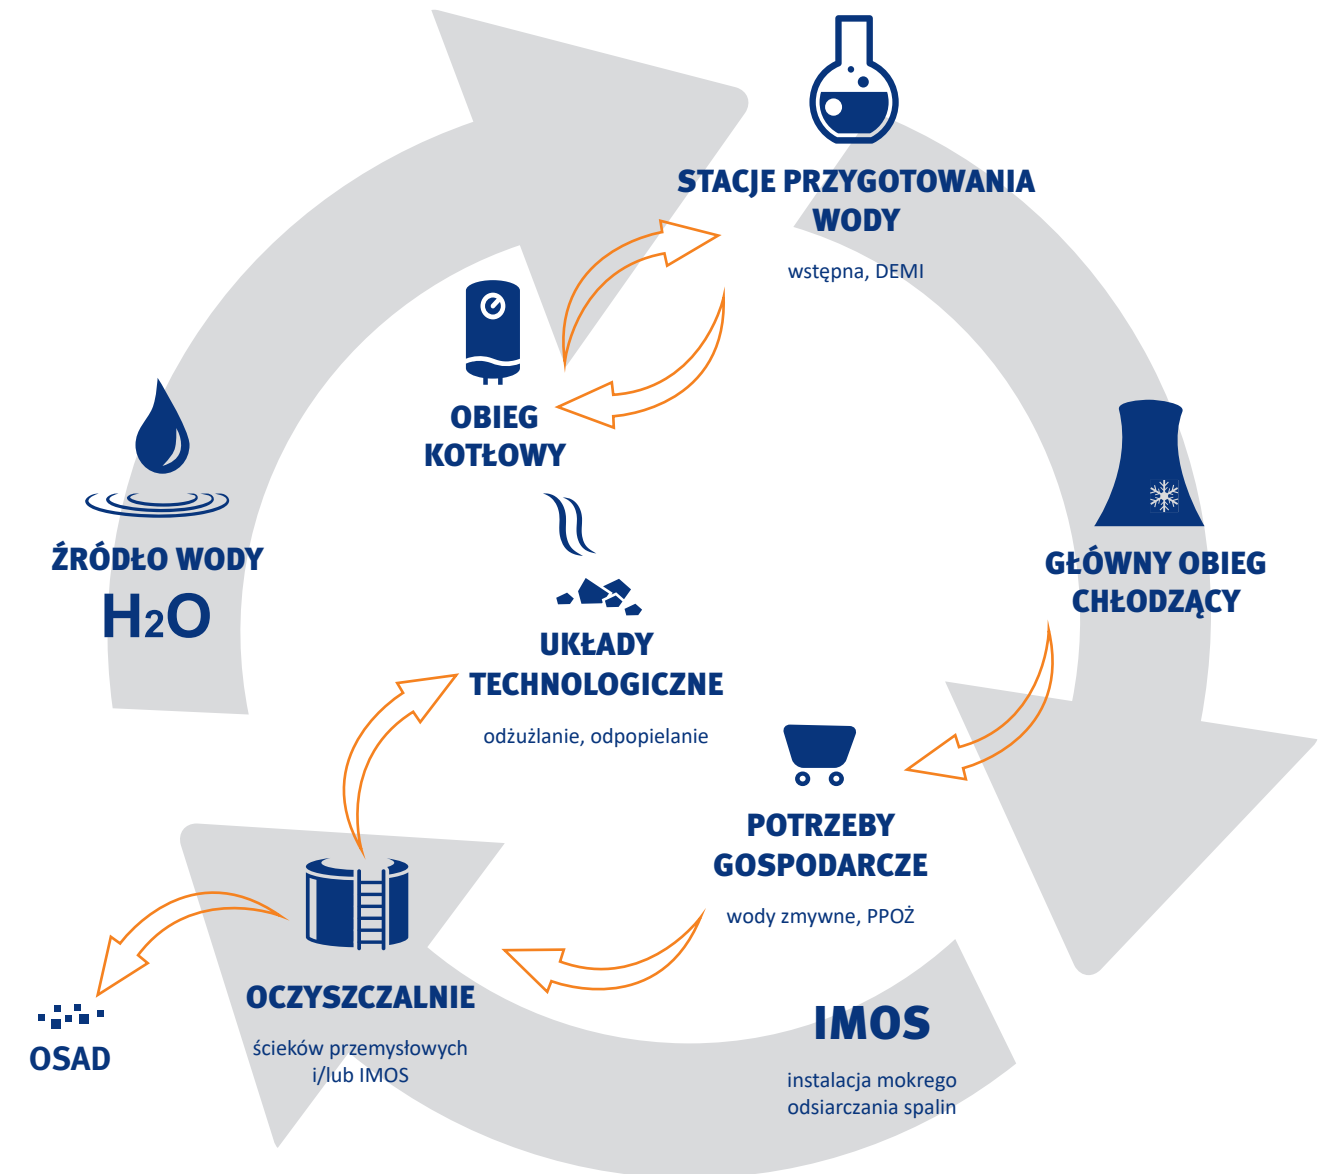 STACJE PRZYGOTOWANIA
WODY
wstępna, DEMI
OBIEG
KOTŁOWY
ŹRÓDŁO WODY
H2O
GŁÓWNY OBIEG
CHŁODZĄCY
UKŁADY
TECHNOLOGICZNE
odżużlanie, odpopielanie
POTRZEBY
GOSPODARCZE
wody zmywne, PPOŻ
OCZYSZCZALNIE
ścieków przemysłowych
i/lub IMOS
OSAD
IMOS
instalacja mokrego
odsiarczania spalin